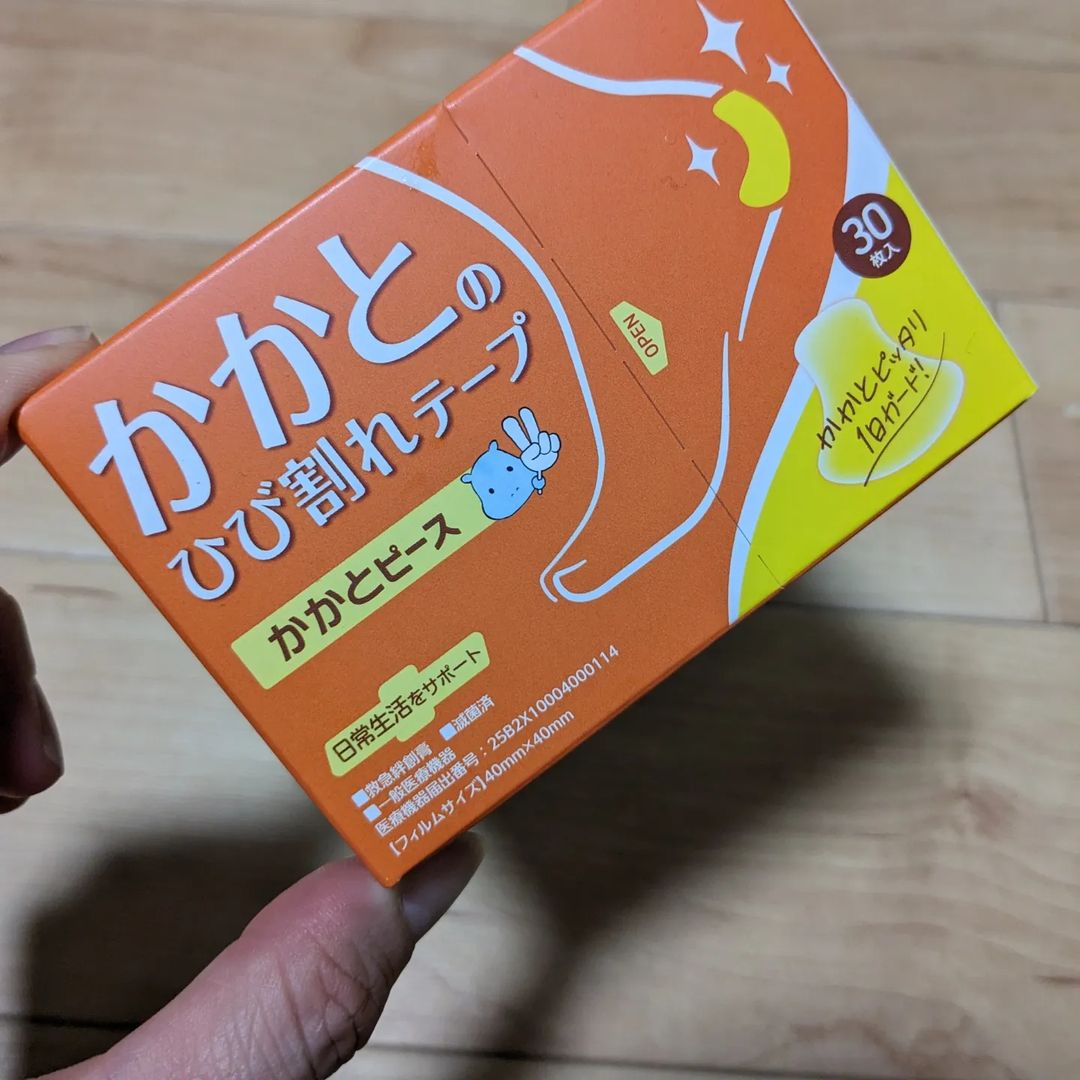 かかとの
ひび割れテープ
かかとピース
日常生活をサポート
■救急絆創膏 ■滅菌済
■一般医療機器
医療機器届出番号：25B2X10004000114
【フィルムサイズ】40mm×40mm
OPEN
30
枚入
かかとピッタリ
1日ガード！